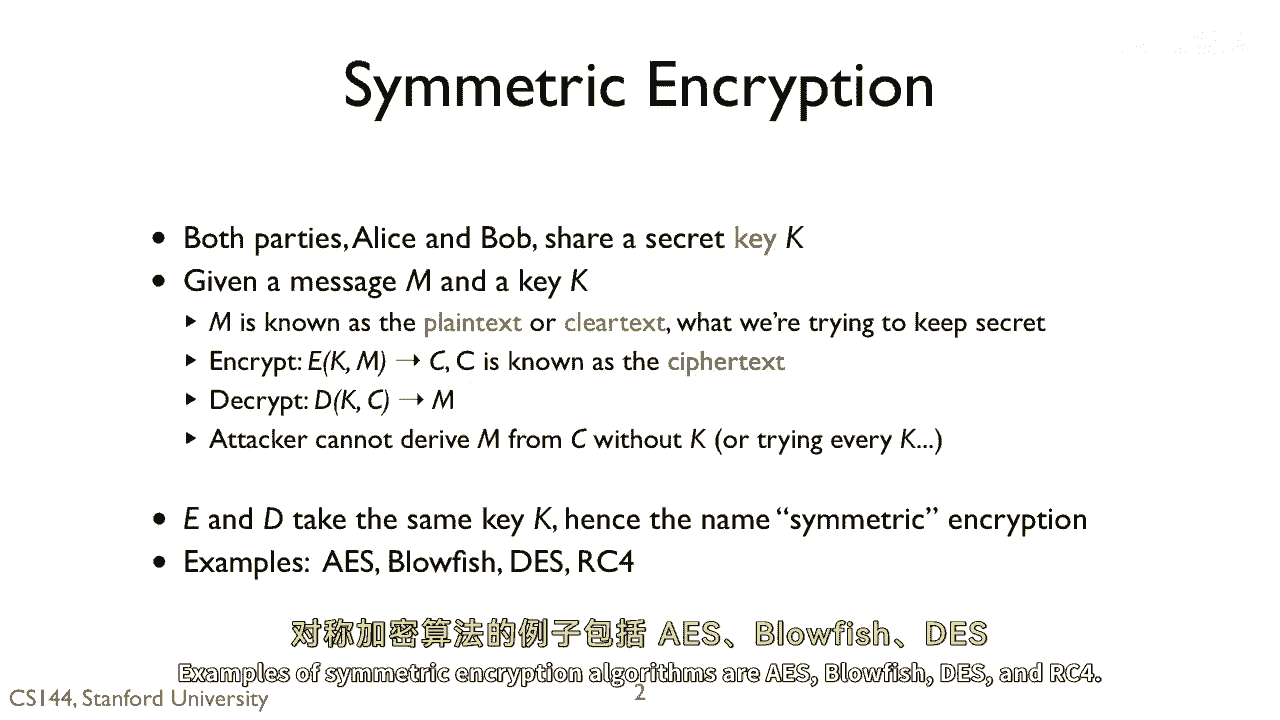 Symmetric Encryption
• Both parties, Alice and Bob, share a secret key K
• Given a message M and a key K
‣ M is known as the plaintext or cleartext, what we’re trying to keep secret
‣ Encrypt: E(K, M) → C, C is known as the ciphertext
‣ Decrypt: D(K, C) → M
‣ Attacker cannot derive M from C without K (or trying every K...)
• E and D take the same key K, hence the name “symmetric” encryption
• Examples: AES, Blowfish, DES, RC4
对称加密算法的例子包括 AES、Blowfish、DES
Examples of symmetric encryption algorithms are AES, Blowfish, DES, and RC4.
CS144, Stanford University
2